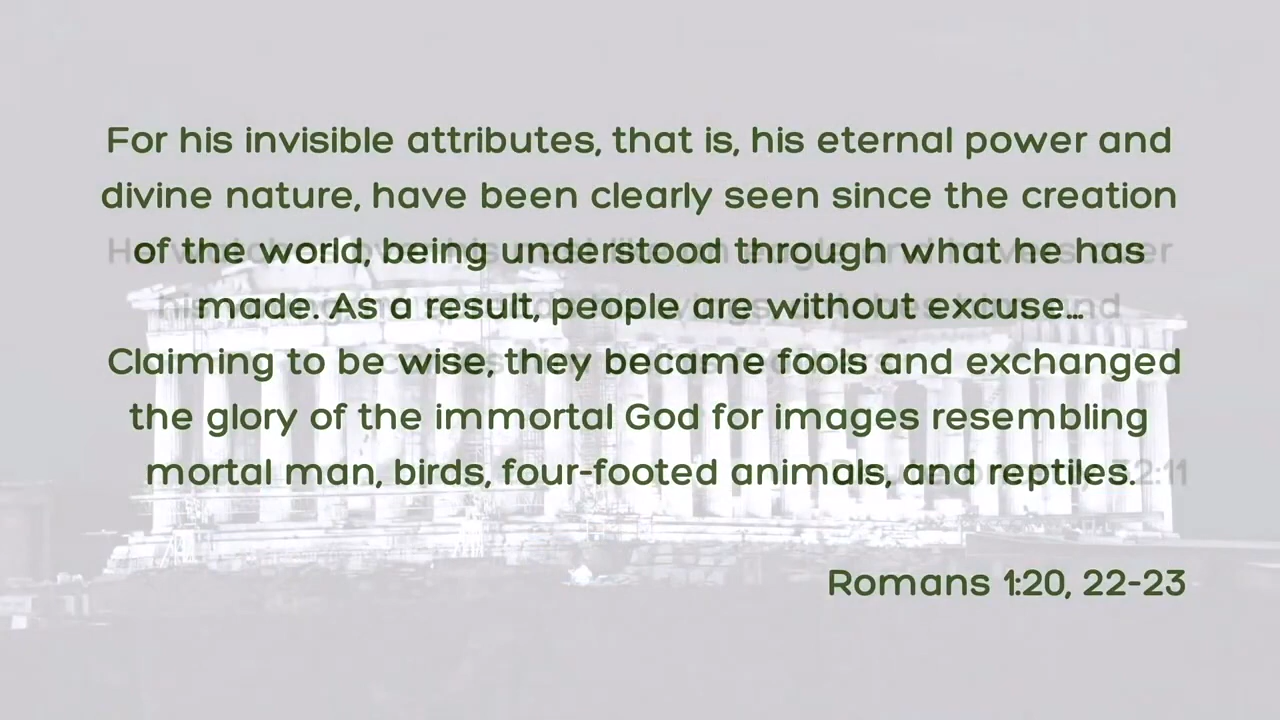 For his invisible attributes, that is, his eternal power and
divine nature, have been clearly seen since the creation
of the world, being understood through what he has
made. As a result, people are without excuse...
Claiming to be wise, they became fools and exchanged
the glory of the immortal God for images resembling
mortal man, birds, four-footed animals, and reptiles.
32:11
Romans 1:20, 22-23